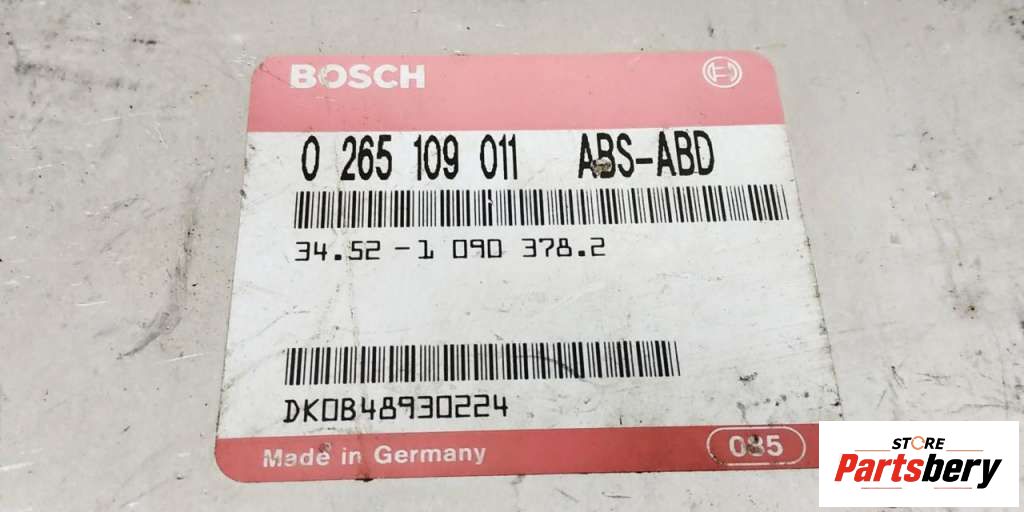 BOSCH
0 265 109 011 ABS-ABD
34.52-1 090 378.2
DK0B48930224
Made in Germany 085
STORE
Partsbery